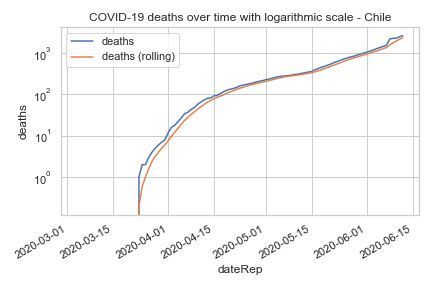 COVID-19 deaths over time with logarithmic scale - Chile
deaths
deaths (rolling)
10³
10²
10¹
10⁰
deaths
2020-03-01
2020-03-15
2020-04-01
2020-04-15
2020-05-01
2020-05-15
2020-06-01
2020-06-15
dateRep